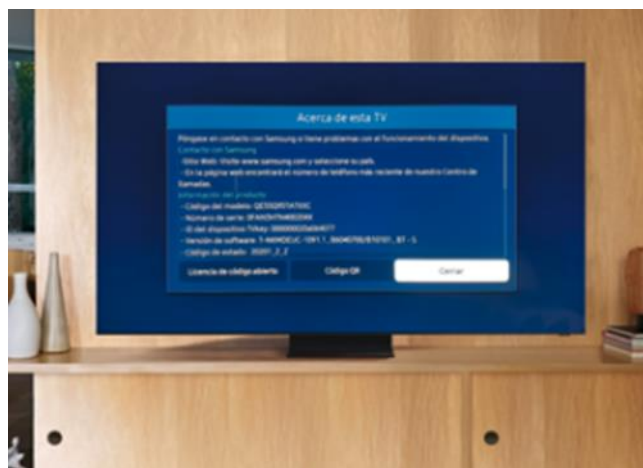 Acerca de esta TV
Póngase en contacto con Samsung si tiene problemas con el funcionamiento del dispositivo.
Contacto con Samsung
- Sitio Web: Visite www.samsung.com y seleccione su país.
- En la página web encontrará el número de teléfono más reciente de nuestro Centro de
llamadas.
Información del producto
- Código del modelo:
- Número de serie:
- ID del dispositivo TVKey:
- Versión de software:
- Código de estado:
Licencia de código abierto
Código QR
Cerrar